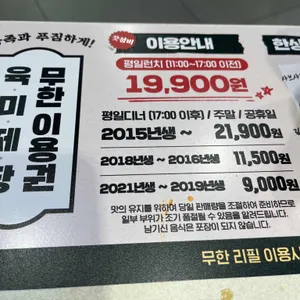 족과 푸짐하게!
무한이용권
육미제당
갓성비
이용안내
평일런치 (11:00~17:00 이전)
19,900원
평일디너 (17:00 이후) / 주말 / 공휴일
2015년생 ~ 21,900원
2018년생 ~ 2016년생 11,500원
2021년생 ~ 2019년생 9,000원
맛의 유지를 위하여 당일 판매량을 조절하여 준비하므로
일부 부위가 조기 품절될 수 있음을 알려드립니다.
남기신 음식은 포장이 되지 않습니다.
무한 리필 이용시
한상